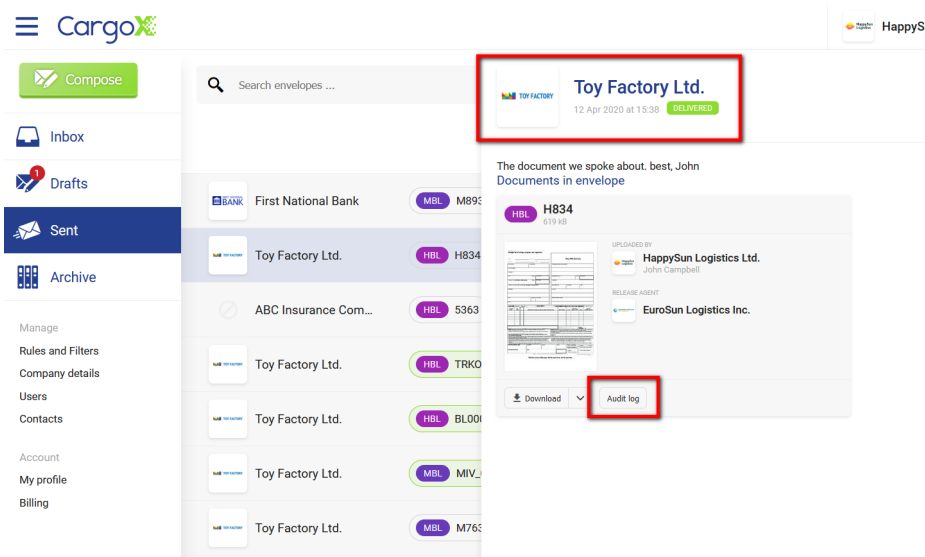 CargoX
HappyS
Compose
Inbox
1
Drafts
Sent
Archive
Manage
Rules and Filters
Company details
Users
Contacts
Account
My profile
Billing
Search envelopes ...
BANK
First National Bank
MBL M893
TOY FACTORY
Toy Factory Ltd.
HBL H834
ABC Insurance Com...
HBL 5363
TOY FACTORY
Toy Factory Ltd.
HBL TRKO
TOY FACTORY
Toy Factory Ltd.
HBL BL00
TOY FACTORY
Toy Factory Ltd.
MBL MIV_
TOY FACTORY
Toy Factory Ltd.
MBL M763
TOY FACTORY
Toy Factory Ltd.
12 Apr 2020 at 15:38 DELIVERED
The document we spoke about. best, John
Documents in envelope
HBL H834
619 kB
UPLOADED BY
HappySun Logistics Ltd.
John Campbell
RELEASE AGENT
EuroSun Logistics Inc.
Download
Audit log